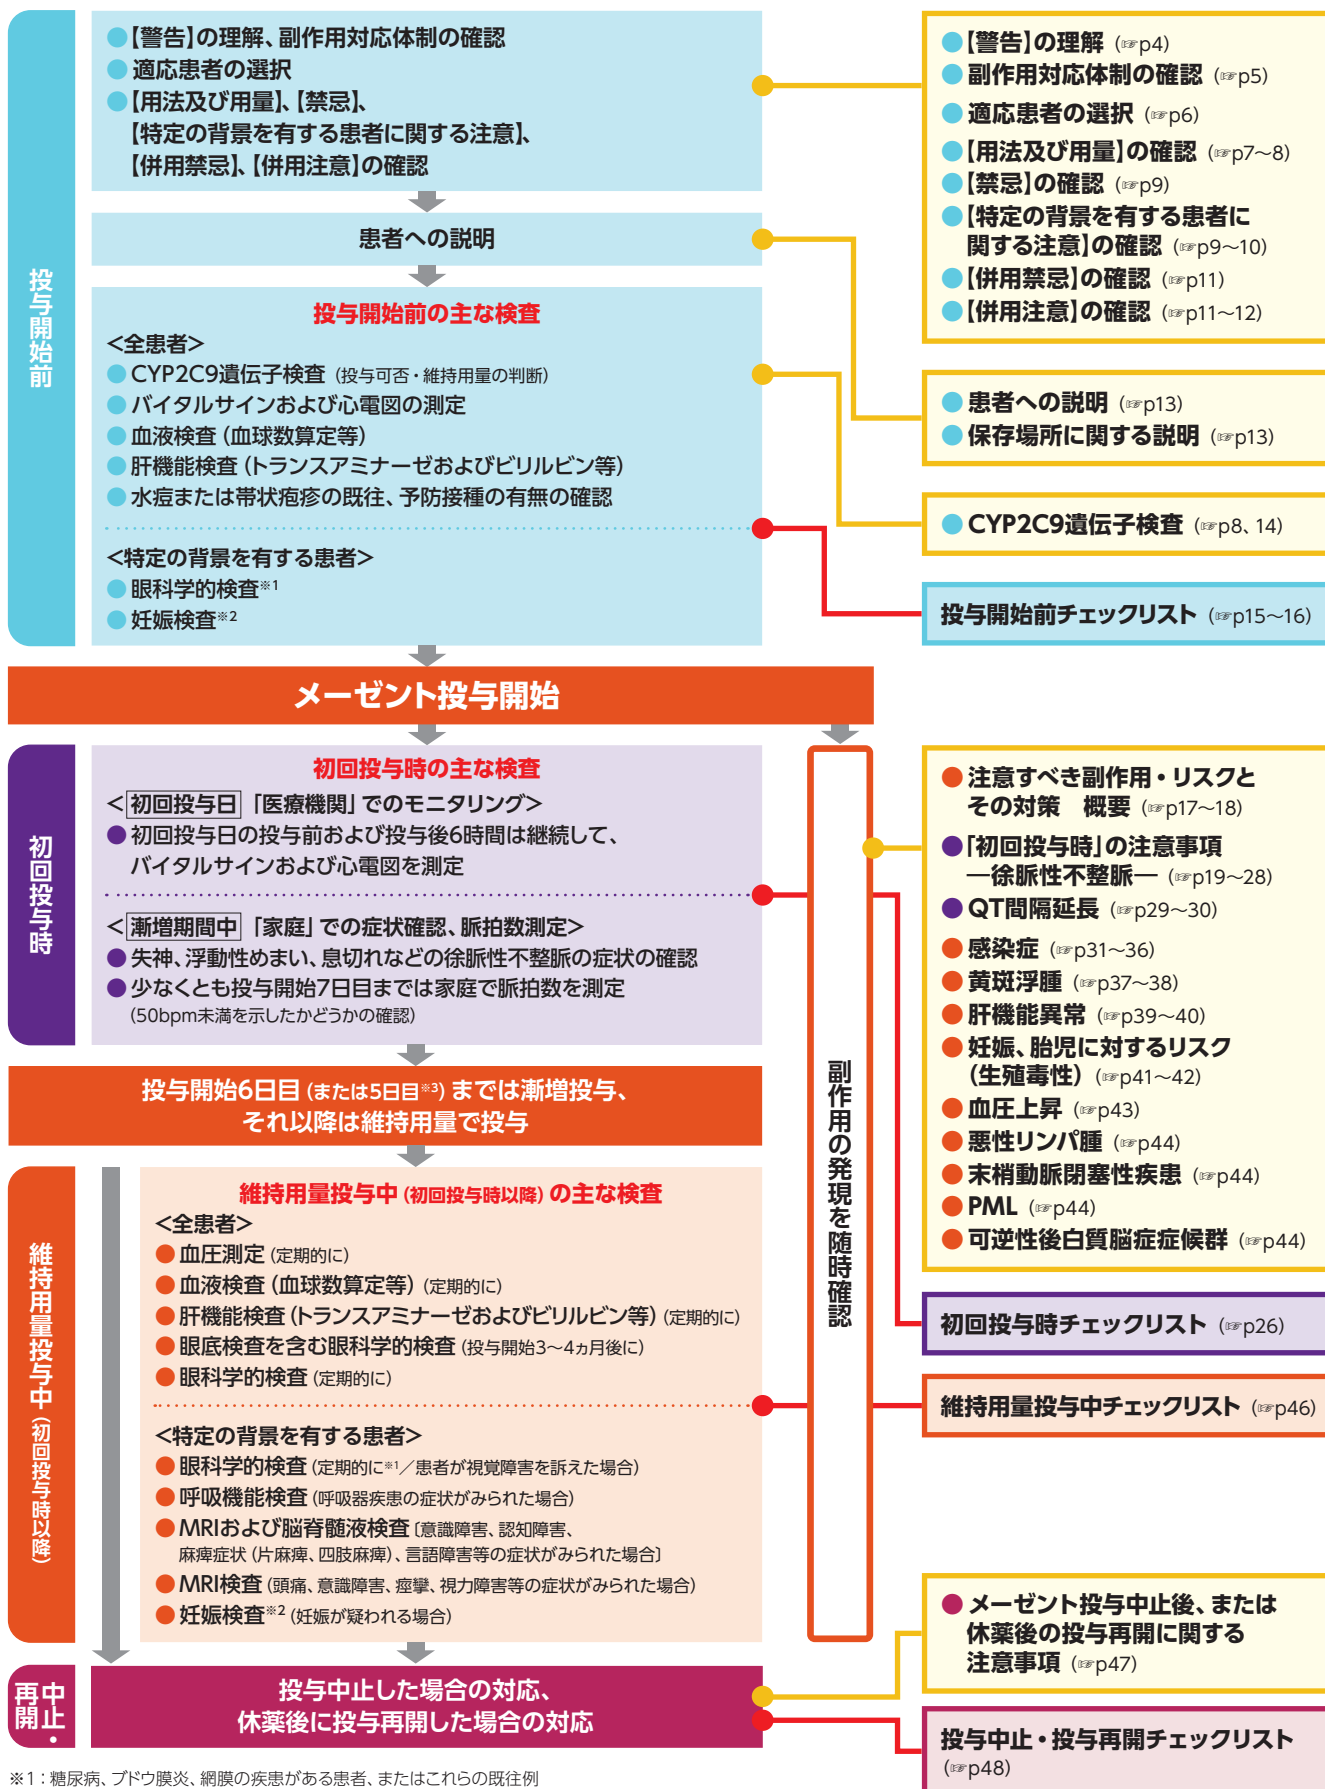 投与開始前
●【警告】の理解、副作用対応体制の確認
●適応患者の選択
●【用法及び用量】、【禁忌】、
【特定の背景を有する患者に関する注意】、
【併用禁忌】、【併用注意】の確認
患者への説明
投与開始前の主な検査
<全患者>
●CYP2C9遺伝子検査（投与可否・維持用量の判断）
●バイタルサインおよび心電図の測定
●血液検査（血球数算定等）
●肝機能検査（トランスアミナーゼおよびビリルビン等）
●水痘または帯状疱疹の既往、予防接種の有無の確認
<特定の背景を有する患者>
●眼科学的検査※1
●妊娠検査※2
●【警告】の理解（☞p4）
●副作用対応体制の確認（☞p5）
●適応患者の選択（☞p6）
●【用法及び用量】の確認（☞p7～8）
●【禁忌】の確認（☞p9）
●【特定の背景を有する患者に
関する注意】の確認（☞p9～10）
●【併用禁忌】の確認（☞p11）
●【併用注意】の確認（☞p11～12）
●患者への説明（☞p13）
●保存場所に関する説明（☞p13）
●CYP2C9遺伝子検査（☞p8、14）
投与開始前チェックリスト（☞p15～16）
メーゼント投与開始
初回投与時
初回投与時の主な検査
<初回投与日「医療機関」でのモニタリング>
●初回投与日の投与前および投与後6時間は継続して、
バイタルサインおよび心電図を測定
<漸増期間中「家庭」での症状確認、脈拍数測定>
●失神、浮動性めまい、息切れなどの徐脈性不整脈の症状の確認
●少なくとも投与開始7日目までは家庭で脈拍数を測定
（50bpm未満を示したかどうかの確認）
投与開始6日目（または5日目※3）までは漸増投与、
それ以降は維持用量で投与
維持用量投与中（初回投与時以降）
維持用量投与中（初回投与時以降）の主な検査
<全患者>
●血圧測定（定期的に）
●血液検査（血球数算定等）（定期的に）
●肝機能検査（トランスアミナーゼおよびビリルビン等）（定期的に）
●眼底検査を含む眼科学的検査（投与開始3～4ヵ月後に）
●眼科学的検査（定期的に）
<特定の背景を有する患者>
●眼科学的検査（定期的に※1／患者が視覚障害を訴えた場合）
●呼吸機能検査（呼吸器疾患の症状がみられた場合）
●MRIおよび脳脊髄液検査〔意識障害、認知障害、
麻痺症状（片麻痺、四肢麻痺）、言語障害等の症状がみられた場合〕
●MRI検査（頭痛、意識障害、痙攣、視力障害等の症状がみられた場合）
●妊娠検査※2（妊娠が疑われる場合）
副作用の発現を随時確認
●注意すべき副作用・リスクと
その対策　概要（☞p17～18）
●「初回投与時」の注意事項
―徐脈性不整脈―（☞p19～28）
●QT間隔延長（☞p29～30）
●感染症（☞p31～36）
●黄斑浮腫（☞p37～38）
●肝機能異常（☞p39～40）
●妊娠、胎児に対するリスク
（生殖毒性）（☞p41～42）
●血圧上昇（☞p43）
●悪性リンパ腫（☞p44）
●末梢動脈閉塞性疾患（☞p44）
●PML（☞p44）
●可逆性後白質脳症症候群（☞p44）
初回投与時チェックリスト（☞p26）
維持用量投与中チェックリスト（☞p46）
中止・再開
投与中止した場合の対応、
休薬後に投与再開した場合の対応
●メーゼント投与中止後、または
休薬後の投与再開に関する
注意事項（☞p47）
投与中止・投与再開チェックリスト
（☞p48）
※1：糖尿病、ブドウ膜炎、網膜の疾患がある患者、またはこれらの既往例